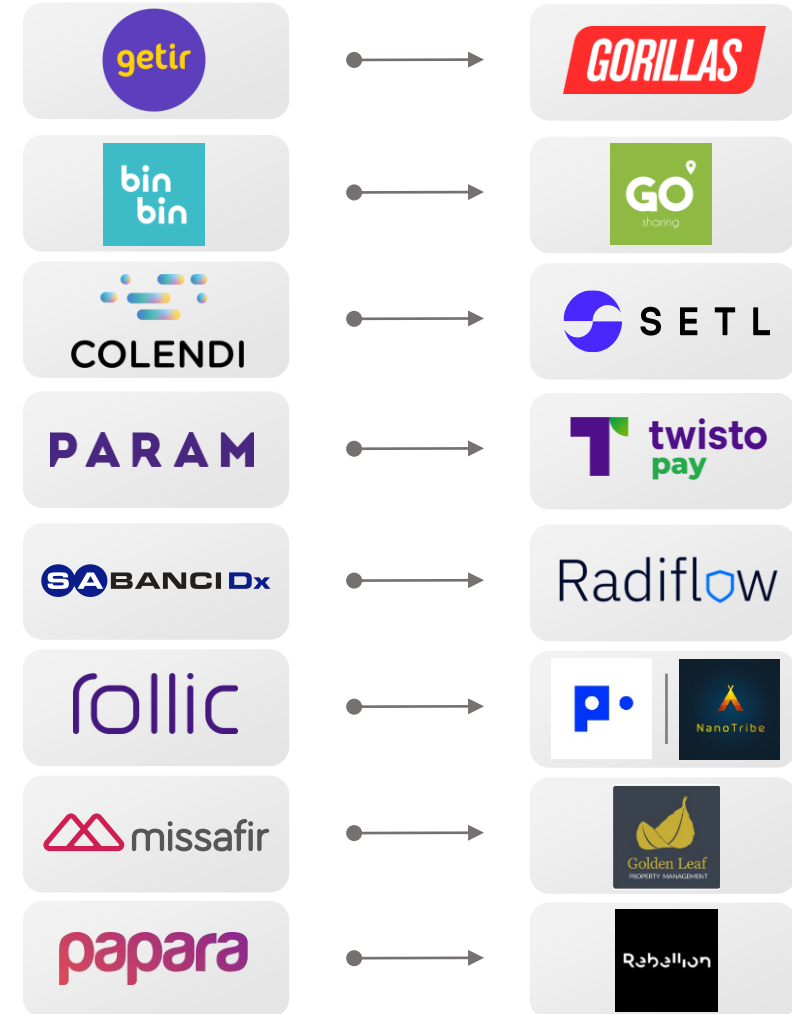 getir
GORILLAS
bin
bin
GO
sharing
COLENDI
SETL
PARAM
twisto
pay
SABANCI Dx
Radiflow
rollic
P.
NanoTribe
missafir
Golden Leaf
PROPERTY MANAGEMENT
papara
Rebellion